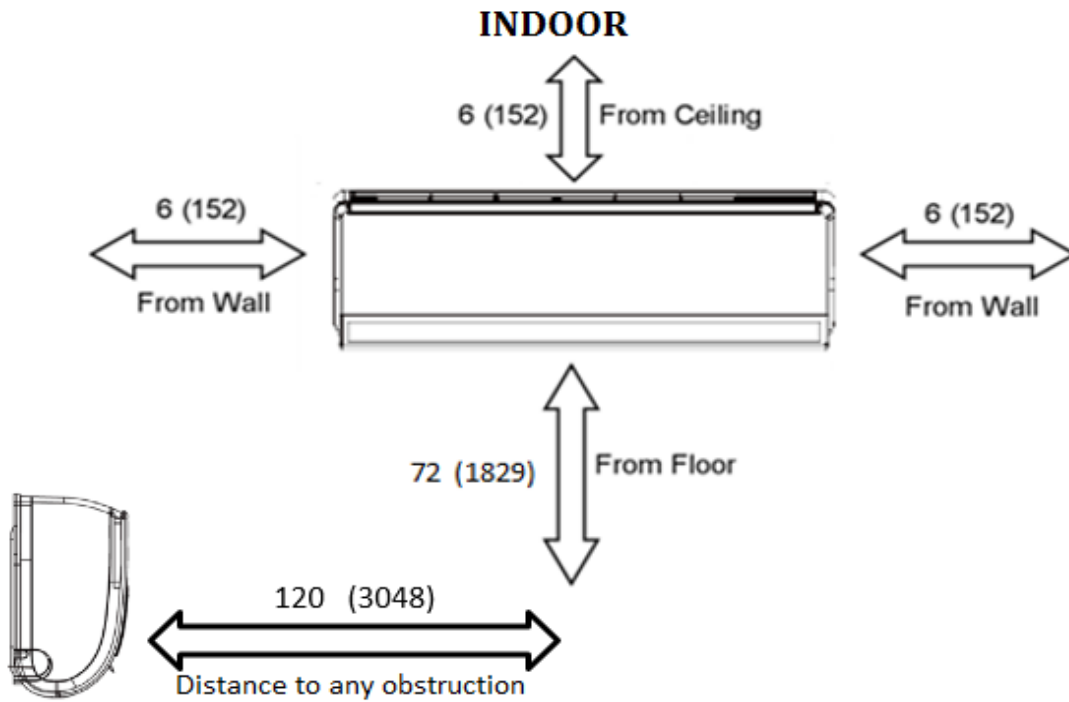 INDOOR
6 (152) From Ceiling
6 (152)
From Wall
6 (152)
From Wall
72 (1829) From Floor
120 (3048)
Distance to any obstruction